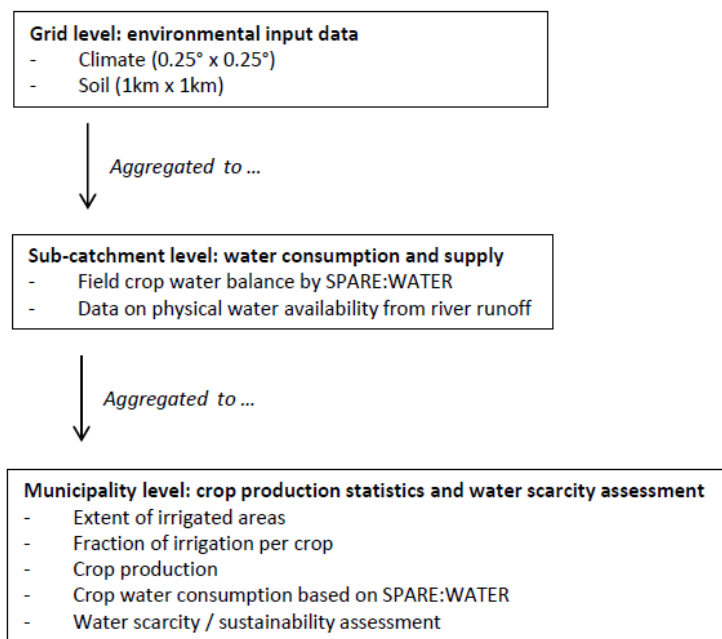 Grid level: environmental input data
- Climate (0.25° x 0.25°)
- Soil (1km x 1km)
Aggregated to ...
Sub-catchment level: water consumption and supply
- Field crop water balance by SPARE:WATER
- Data on physical water availability from river runoff
Aggregated to ...
Municipality level: crop production statistics and water scarcity assessment
- Extent of irrigated areas
- Fraction of irrigation per crop
- Crop production
- Crop water consumption based on SPARE:WATER
- Water scarcity / sustainability assessment